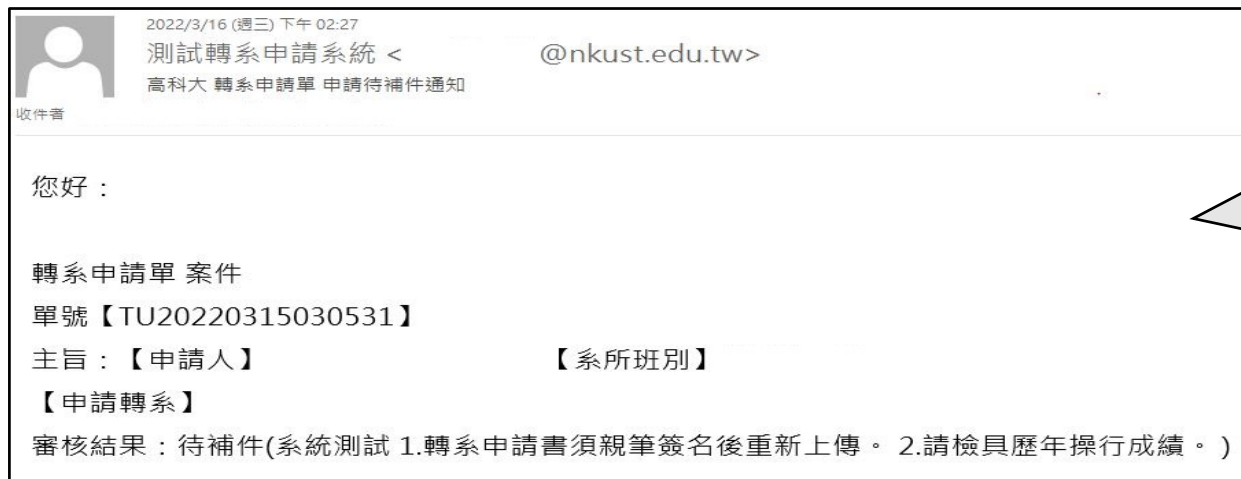 2022/3/16 (週三) 下午 02:27
測試轉系申請系統 < @nkust.edu.tw>
高科大 轉系申請單 申請待補件通知
收件者
您好：
轉系申請單 案件
單號【TU20220315030531】
主旨：【申請人】 【系所班別】
【申請轉系】
審核結果：待補件(系統測試 1.轉系申請書須親筆簽名後重新上傳。 2.請檢具歷年操行成績。)